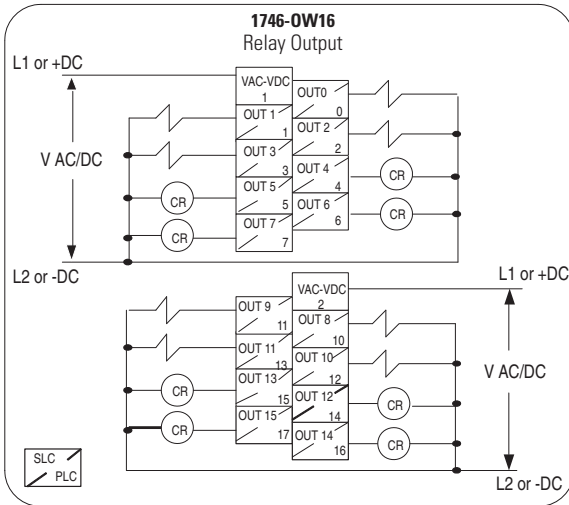 1746-OW16
Relay Output
L1 or +DC
VAC-VDC
1
OUT0
0
OUT 1
1
OUT 2
2
OUT 3
3
OUT 4
4
CR
V AC/DC
CR
OUT 5
5
OUT 6
6
CR
CR
OUT 7
7
L2 or -DC
VAC-VDC
2
L1 or +DC
OUT 9
11
OUT 8
10
OUT 11
13
OUT 10
12
V AC/DC
CR
OUT 13
15
OUT 12
14
CR
CR
OUT 15
17
OUT 14
16
CR
SLC
PLC
L2 or -DC